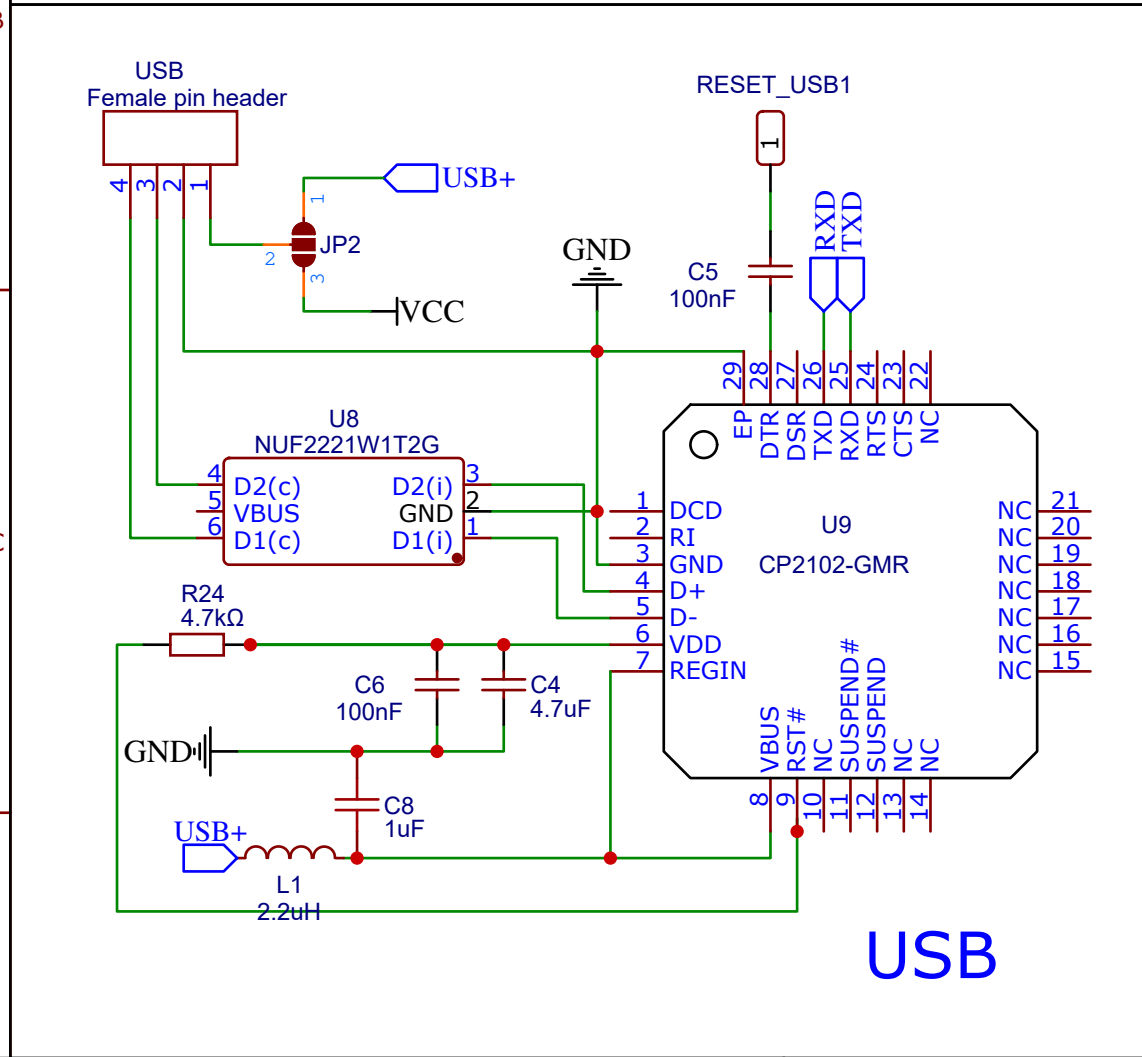 USB
Female pin header
RESET_USB1
1
4
3
2
1
USB+
1
JP2
2
3
VCC
GND
C5
100nF
RXD
TXD
29
28
27
26
25
24
23
22
EP
DTR
DSR
TXD
RXD
RTS
CTS
NC
U8
NUF2221W1T2G
4
D2(c)
D2(i)
3
5
VBUS
GND
2
6
D1(c)
D1(i)
1
1
DCD
2
RI
3
GND
4
D+
5
D-
6
VDD
7
REGIN
U9
CP2102-GMR
NC
21
NC
20
NC
19
NC
18
NC
17
NC
16
NC
15
R24
4.7kΩ
C6
100nF
C4
4.7uF
GND
C8
1uF
USB+
L1
2.2uH
VBUS
RST#
NC
SUSPEND#
SUSPEND
NC
NC
8
9
10
11
12
13
14
USB